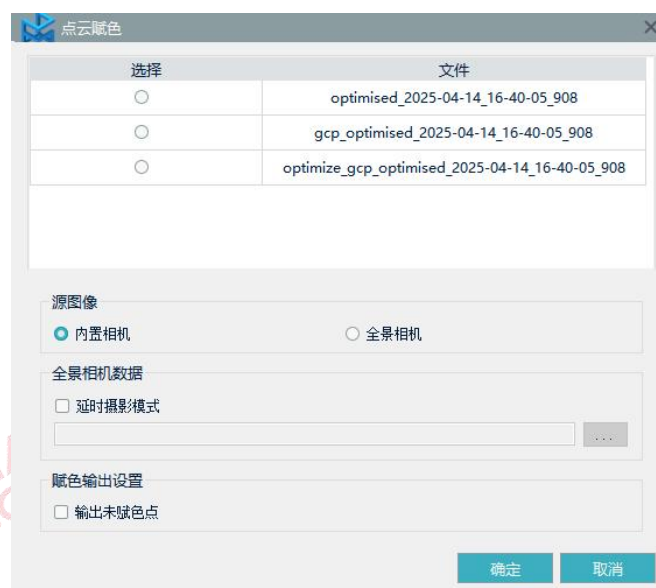 点云赋色
选择 文件
optimised_2025-04-14_16-40-05_908
gcp_optimised_2025-04-14_16-40-05_908
optimize_gcp_optimised_2025-04-14_16-40-05_908
源图像
内置相机 全景相机
全景相机数据
延时摄影模式
...
赋色输出设置
输出未赋色点
确定 取消